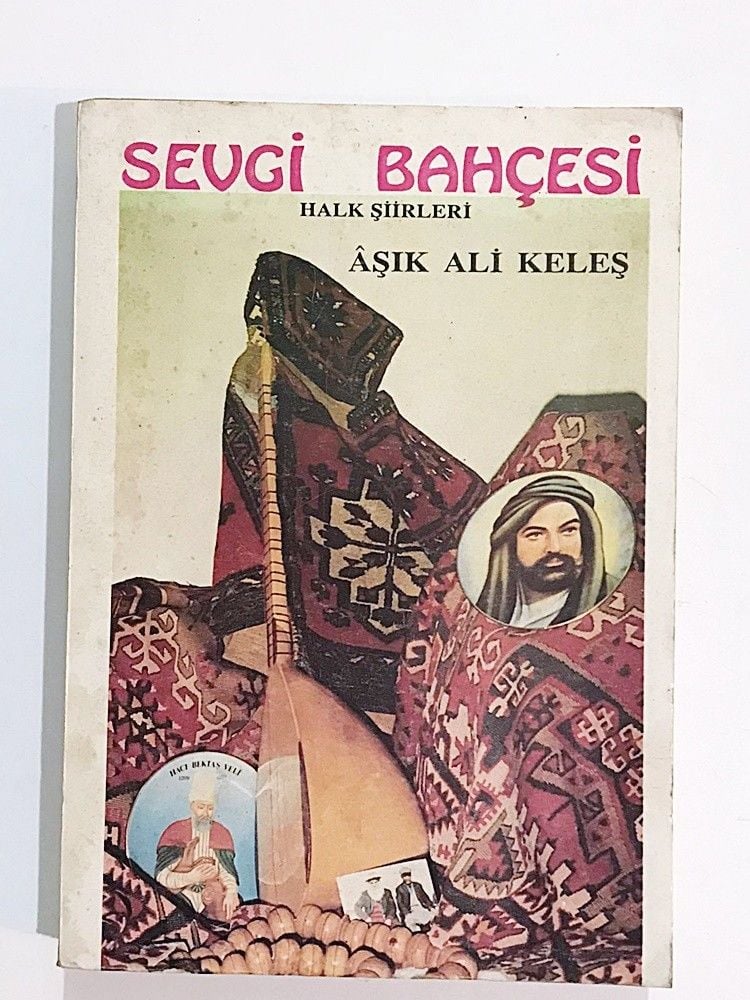 SEVGİ BAHÇESİ
HALK ŞİİRLERİ
ÂŞIK ALİ KELEŞ
HACI BEKTAŞ VELİ